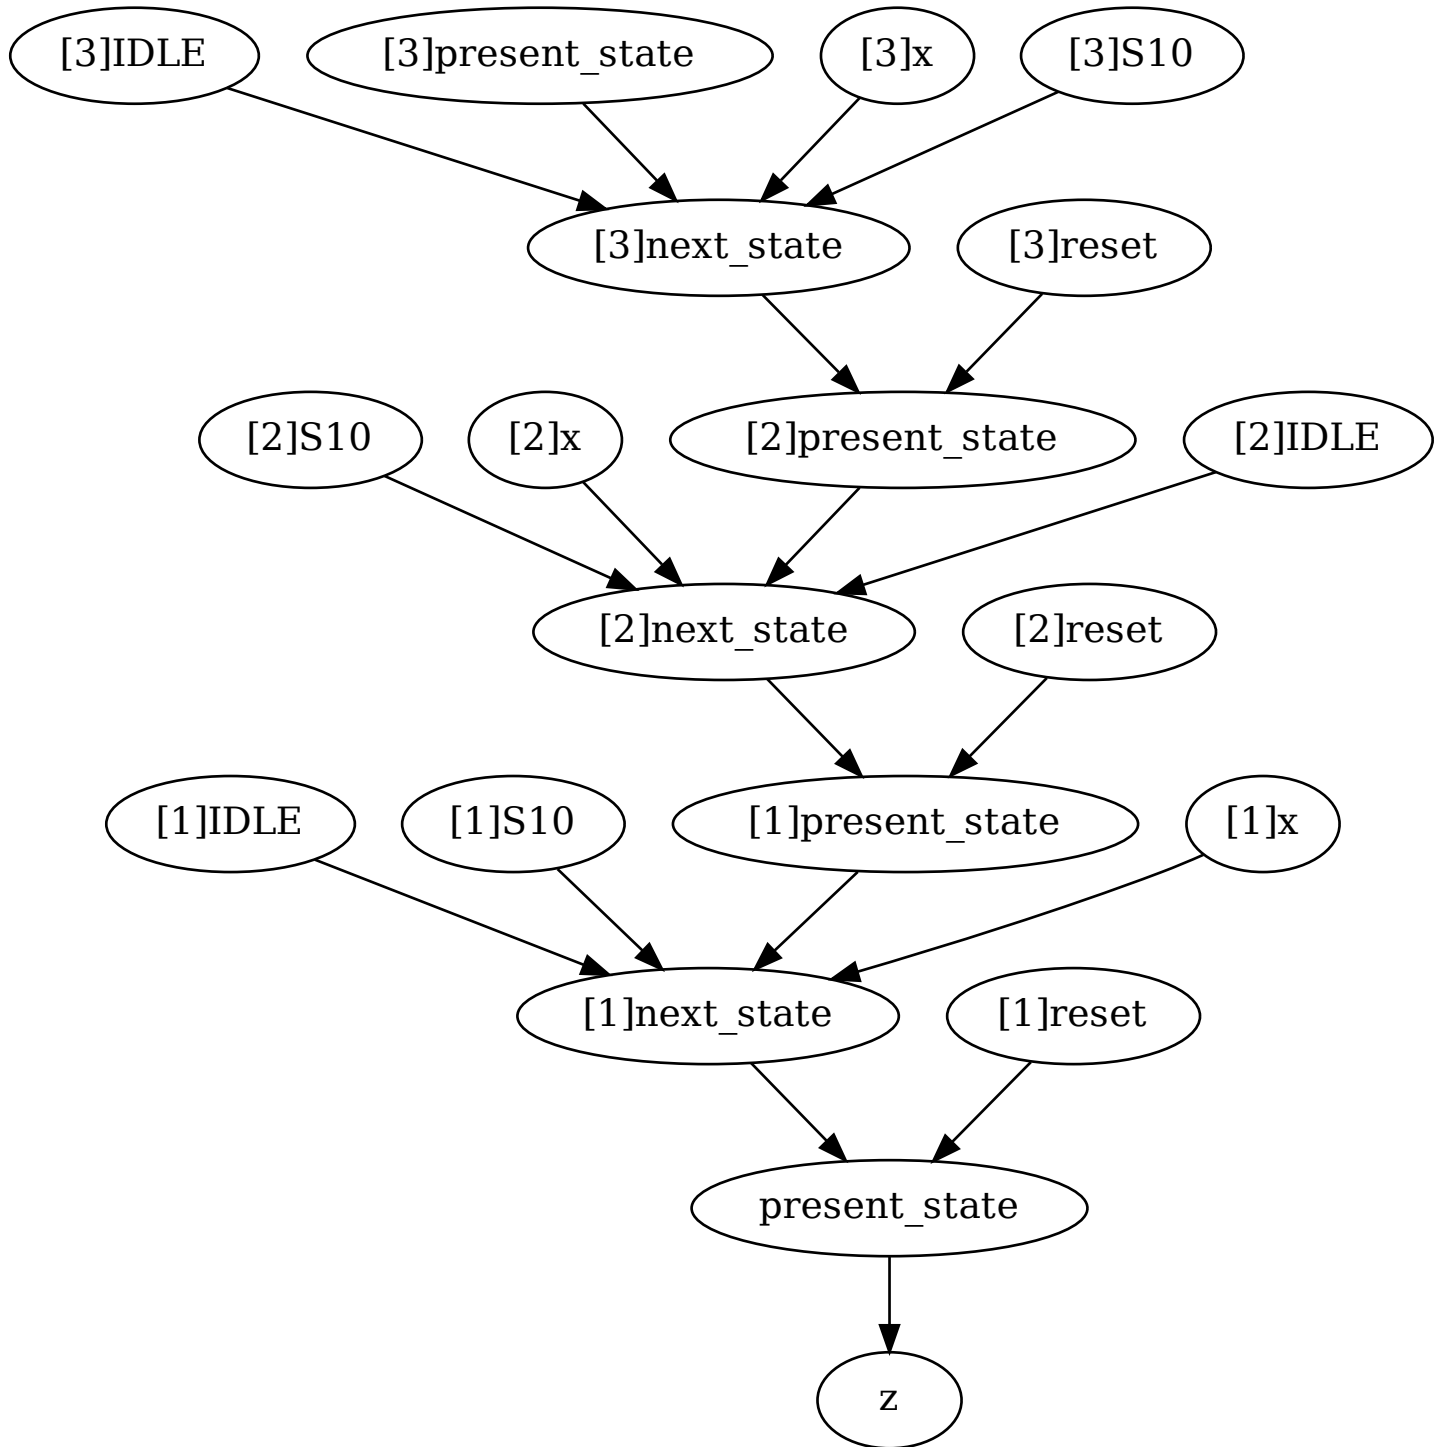 [3]IDLE
[3]present_state
[3]x
[3]S10
[3]next_state
[3]reset
[2]S10
[2]x
[2]present_state
[2]IDLE
[2]next_state
[2]reset
[1]IDLE
[1]S10
[1]present_state
[1]x
[1]next_state
[1]reset
present_state
z